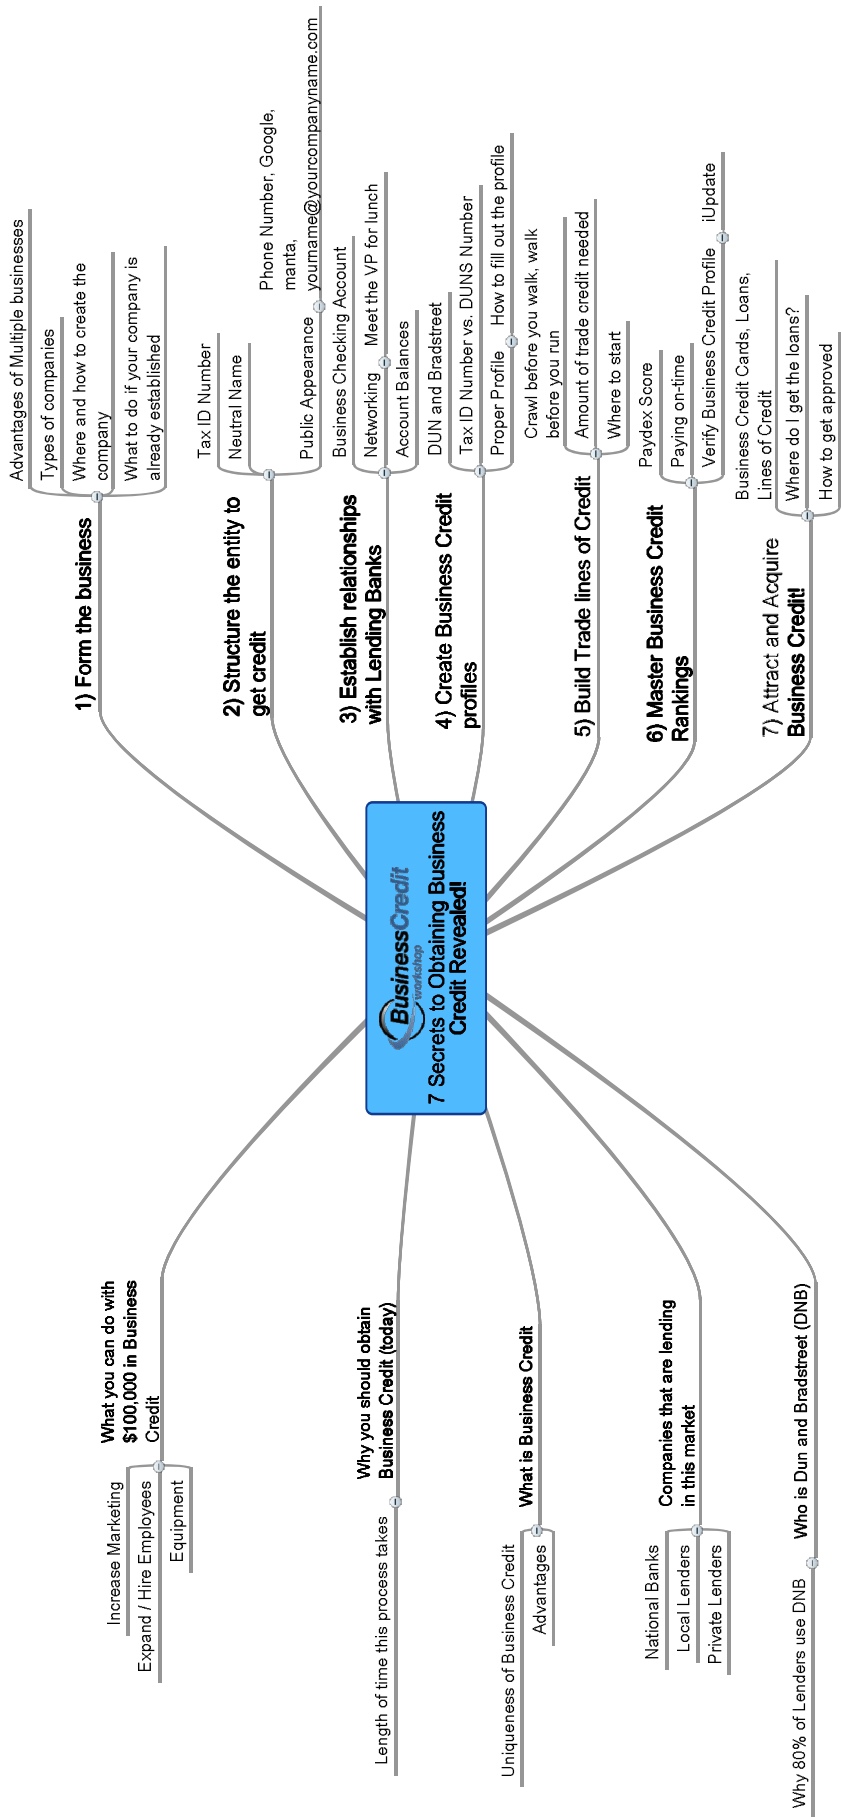 BusinessCredit
workshop
7 Secrets to Obtaining Business
Credit Revealed!
1) Form the business
Advantages of Multiple businesses
Types of companies
Where and how to create the
company
What to do if your company is
already established
2) Structure the entity to
get credit
Tax ID Number
Neutral Name
Public Appearance
Phone Number, Google,
manta,
yourname@yourcompanyname.com
3) Establish relationships
with Lending Banks
Business Checking Account
Networking
Meet the VP for lunch
Account Balances
4) Create Business Credit
profiles
DUN and Bradstreet
Tax ID Number vs. DUNS Number
Proper Profile
How to fill out the profile
5) Build Trade lines of Credit
Crawl before you walk, walk
before you run
Amount of trade credit needed
Where to start
6) Master Business Credit
Rankings
Paydex Score
Paying on-time
Verify Business Credit Profile
iUpdate
7) Attract and Acquire
Business Credit!
Business Credit Cards, Loans,
Lines of Credit
Where do I get the loans?
How to get approved
What you can do with
$100,000 in Business
Credit
Increase Marketing
Expand / Hire Employees
Equipment
Why you should obtain
Business Credit (today)
Length of time this process takes
What is Business Credit
Uniqueness of Business Credit
Advantages
Companies that are lending
in this market
National Banks
Local Lenders
Private Lenders
Who is Dun and Bradstreet (DNB)
Why 80% of Lenders use DNB